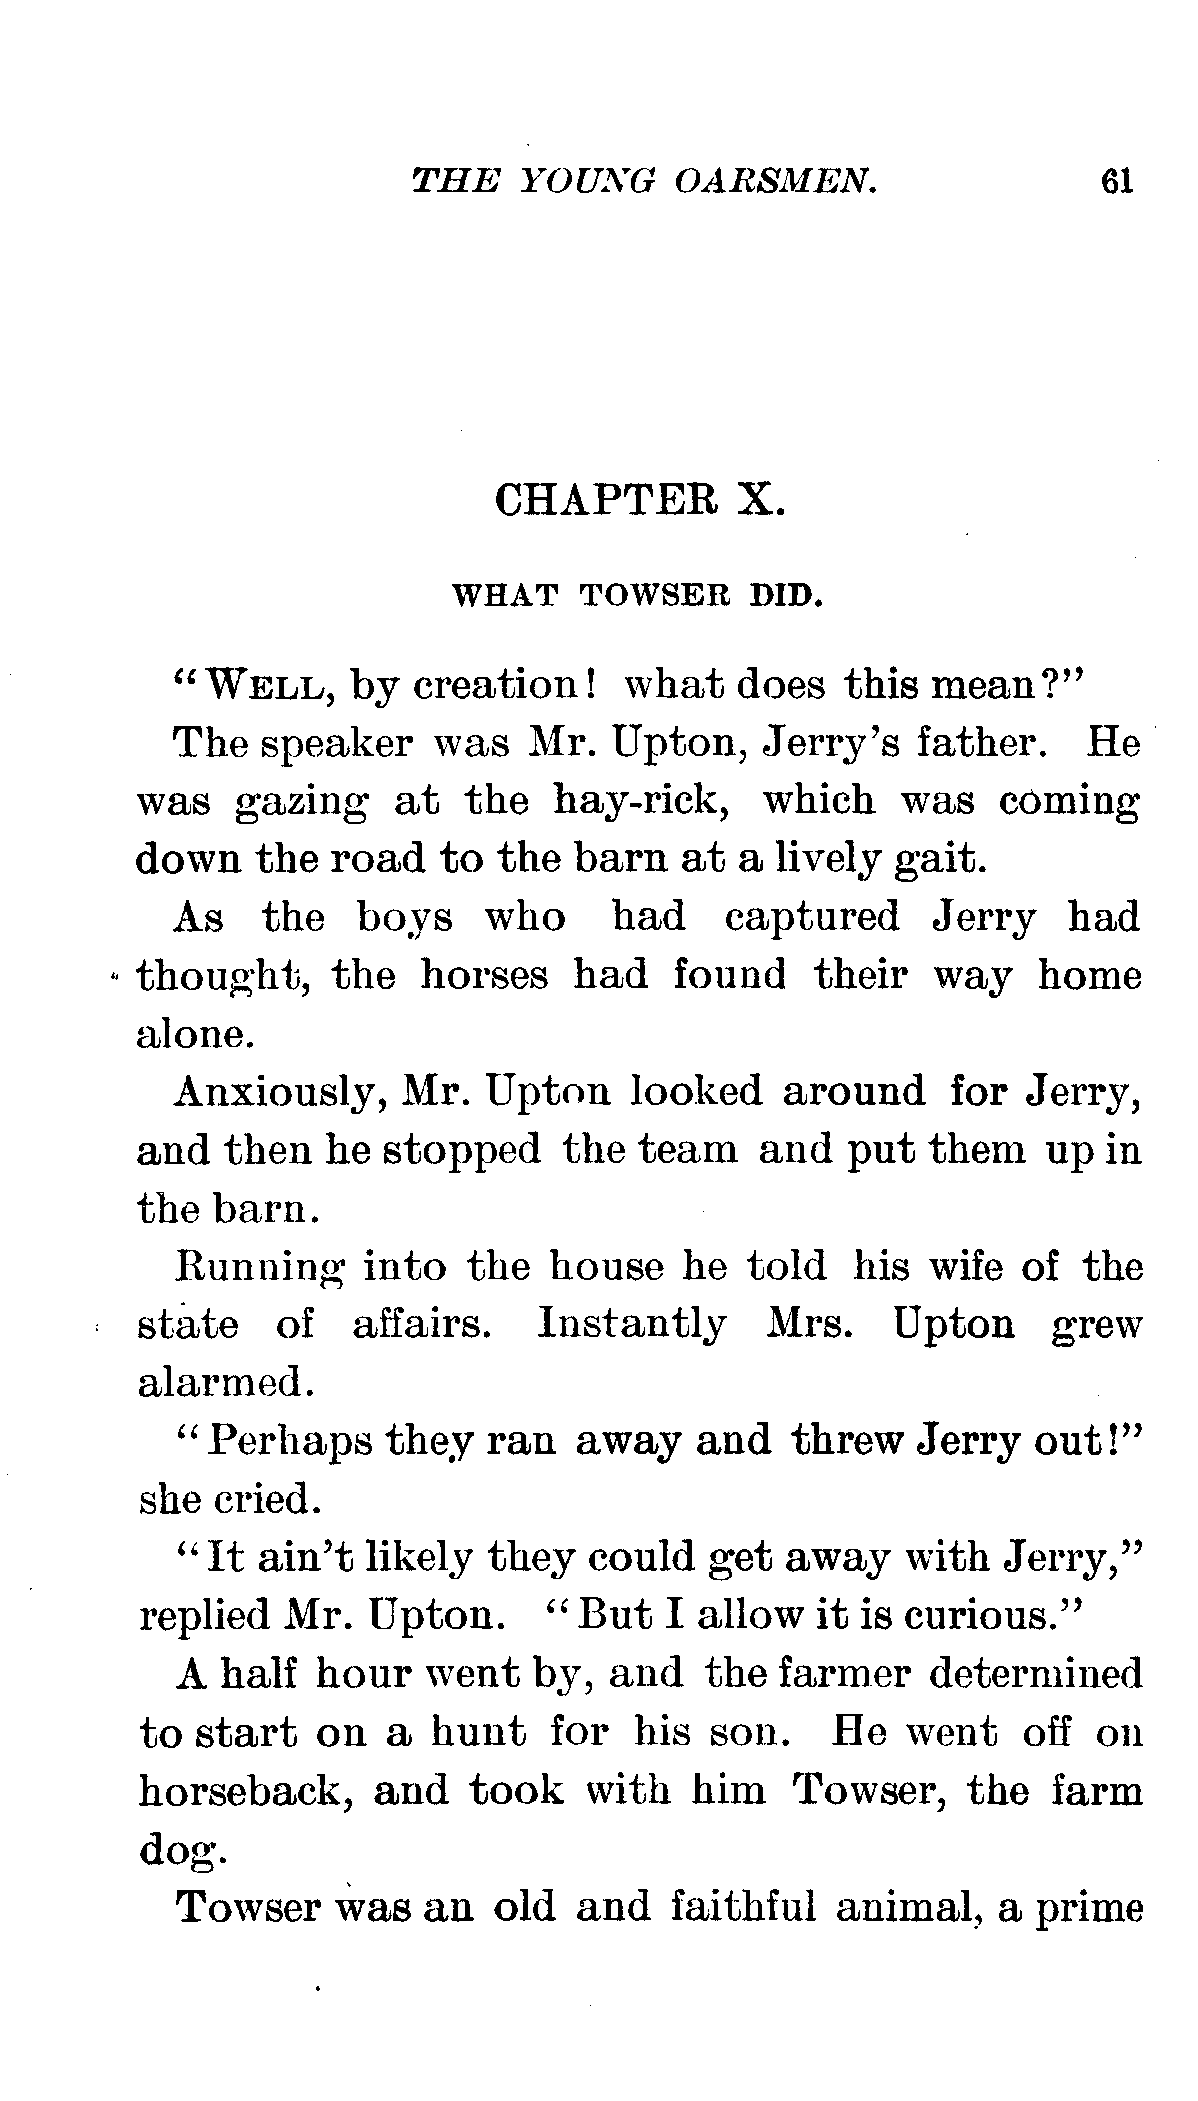 THE YOUNG OARSMEN. 61
CHAPTER X.
WHAT TOWSER DID.
“WELL, by creation! what does this mean?”
The speaker was Mr. Upton, Jerry’s father. He
was gazing at the hay-rick, which was coming
down the road to the barn at a lively gait.
As the boys who had captured Jerry had
thought, the horses had found their way home
alone.
Anxiously, Mr. Upton looked around for Jerry,
and then he stopped the team and put them up in
the barn.
Running into the house he told his wife of the
state of affairs. Instantly Mrs. Upton grew
alarmed.
“Perhaps they ran away and threw Jerry out!”
she cried.
“It ain’t likely they could get away with Jerry,”
replied Mr. Upton. “But I allow it is curious.”
A half hour went by, and the farmer determined
to start on a hunt for his son. He went off on
horseback, and took with him Towser, the farm
dog.
Towser was an old and faithful animal, a prime